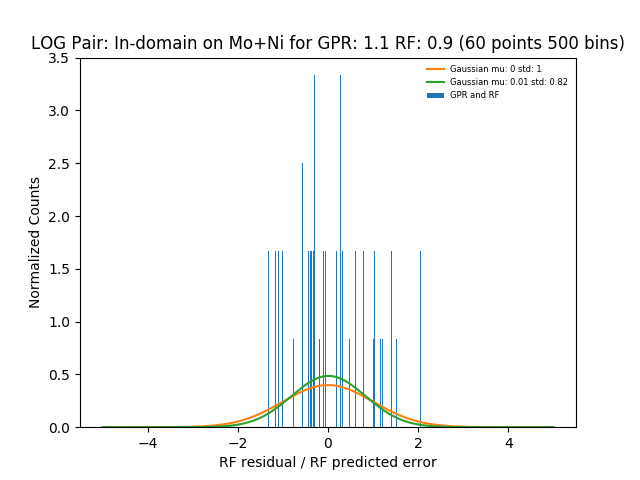 LOG Pair: In-domain on Mo+Ni for GPR: 1.1 RF: 0.9 (60 points 500 bins)
Gaussian mu: 0 std: 1
Gaussian mu: 0.01 std: 0.82
GPR and RF
3.5
3.0
2.5
2.0
1.5
1.0
0.5
0.0
Normalized Counts
−4 −2 0 2 4
RF residual / RF predicted error